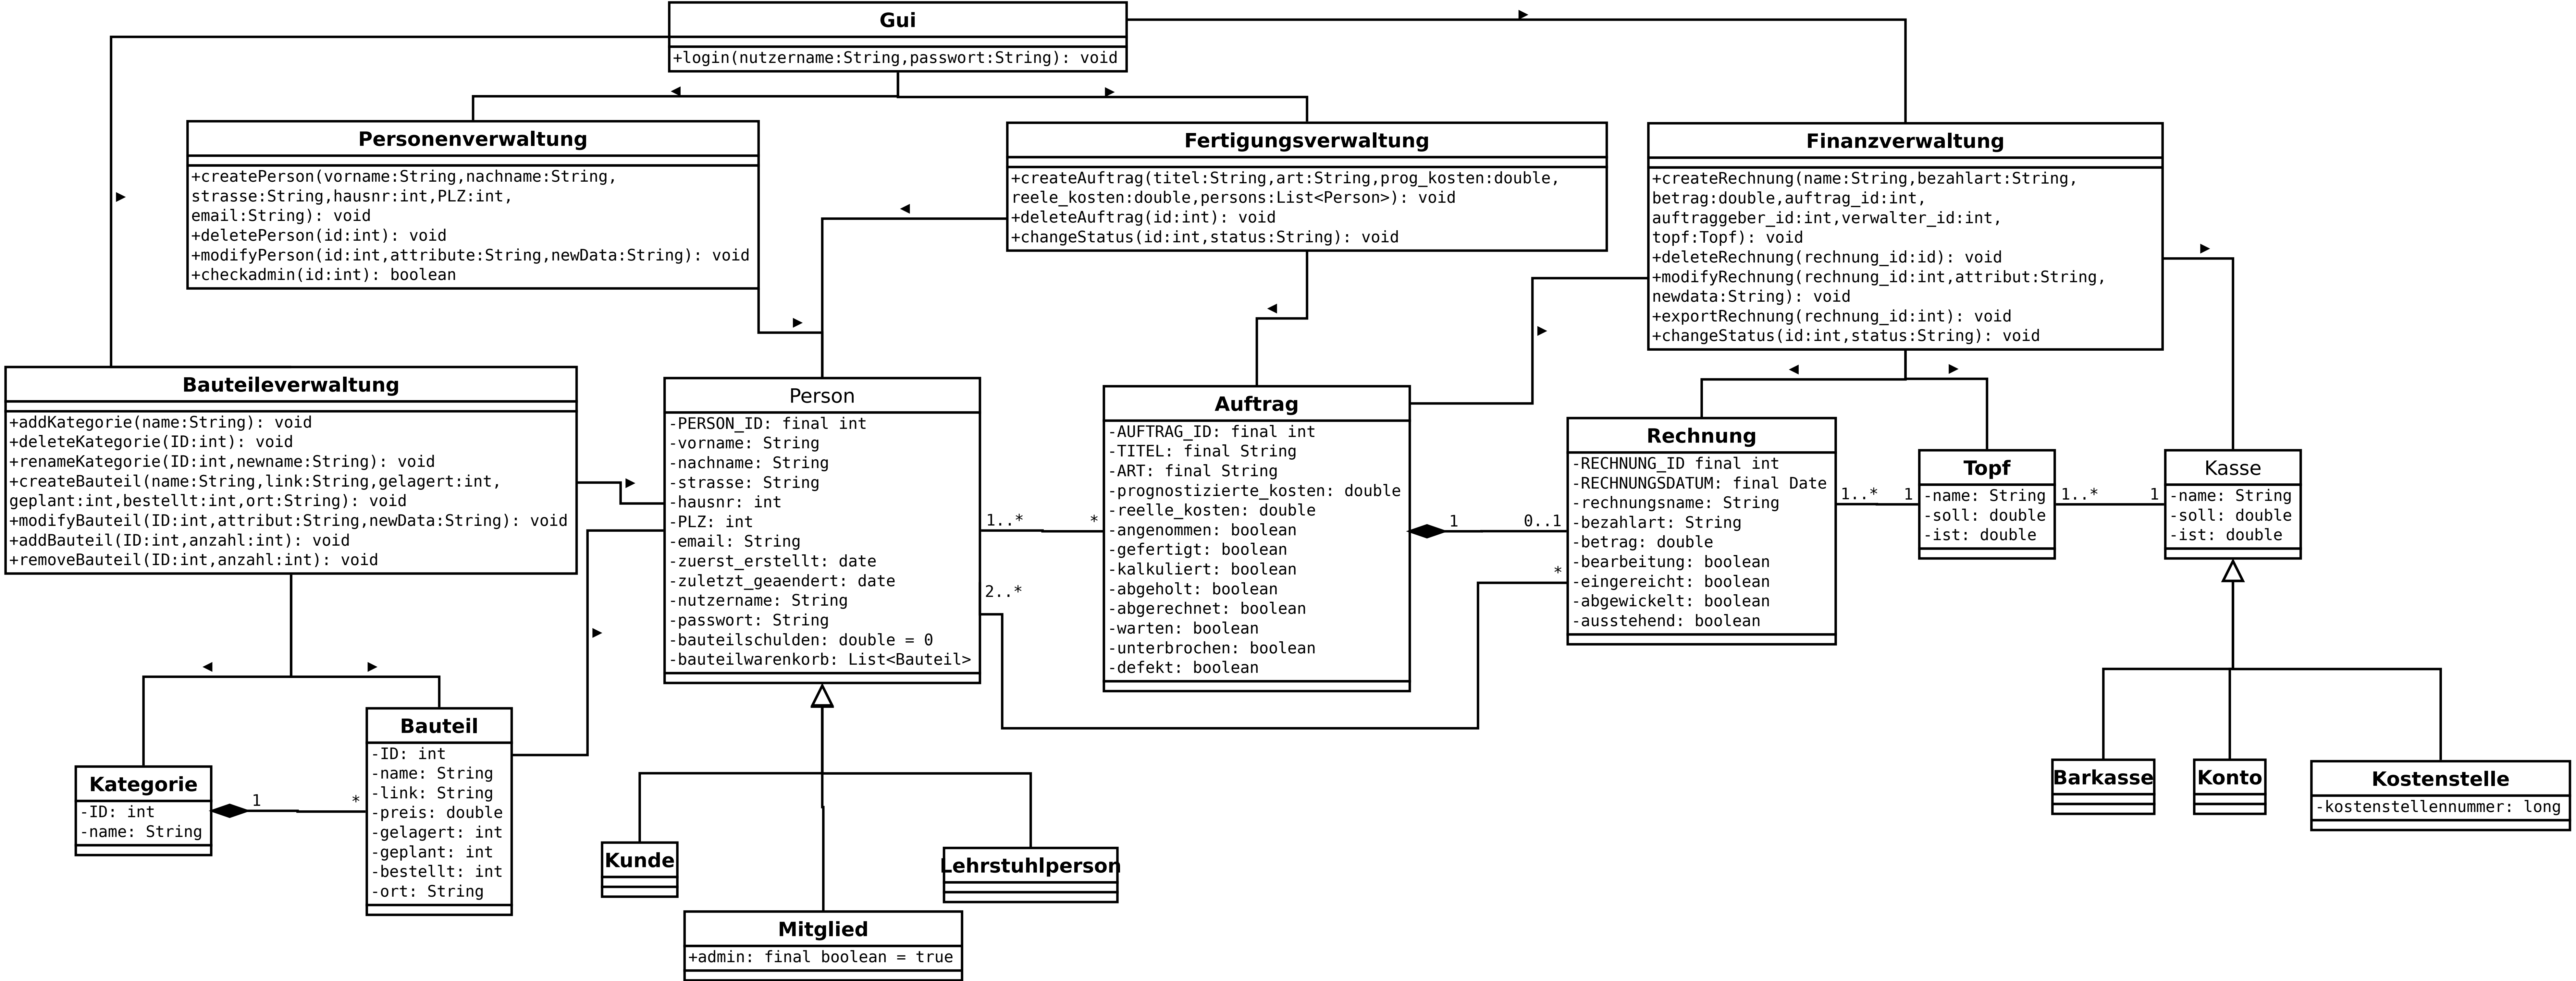 Gui
+login(nutzername:String,passwort:String): void
Personenverwaltung
+createPerson(vorname:String,nachname:String,
strasse:String,hausnr:int,PLZ:int,
email:String): void
+deletePerson(id:int): void
+modifyPerson(id:int,attribute:String,newData:String): void
+checkadmin(id:int): boolean
Fertigungsverwaltung
+createAuftrag(titel:String,art:String,prog_kosten:double,
reele_kosten:double,persons:List<Person>): void
+deleteAuftrag(id:int): void
+changeStatus(id:int,status:String): void
Finanzverwaltung
+createRechnung(name:String,bezahlart:String,
betrag:double,auftrag_id:int,
auftraggeber_id:int,verwalter_id:int,
topf:Topf): void
+deleteRechnung(rechnung_id:id): void
+modifyRechnung(rechnung_id:int,attribut:String,
newdata:String): void
+exportRechnung(rechnung_id:int): void
+changeStatus(id:int,status:String): void
Bauteileverwaltung
+addKategorie(name:String): void
+deleteKategorie(ID:int): void
+renameKategorie(ID:int,newname:String): void
+createBauteil(name:String,link:String,gelagert:int,
geplant:int,bestellt:int,ort:String): void
+modifyBauteil(ID:int,attribut:String,newData:String): void
+addBauteil(ID:int,anzahl:int): void
+removeBauteil(ID:int,anzahl:int): void
Person
-PERSON_ID: final int
-vorname: String
-nachname: String
-strasse: String
-hausnr: int
-PLZ: int
-email: String
-zuerst_erstellt: date
-zuletzt_geaendert: date
-nutzername: String
-passwort: String
-bauteilschulden: double = 0
-bauteilwarenkorb: List<Bauteil>
1..*
*
2..*
Auftrag
-AUFTRAG_ID: final int
-TITEL: final String
-ART: final String
-prognostizierte_kosten: double
-reelle_kosten: double
-angenommen: boolean
-gefertigt: boolean
-kalkuliert: boolean
-abgeholt: boolean
-abgerechnet: boolean
-warten: boolean
-unterbrochen: boolean
-defekt: boolean
1
0..1
*
Rechnung
-RECHNUNG_ID final int
-RECHNUNGSDATUM: final Date
-rechnungsname: String
-bezahlart: String
-betrag: double
-bearbeitung: boolean
-eingereicht: boolean
-abgewickelt: boolean
-ausstehend: boolean
1..*
1
Topf
-name: String
-soll: double
-ist: double
1..*
1
Kasse
-name: String
-soll: double
-ist: double
Kategorie
-ID: int
-name: String
1
*
Bauteil
-ID: int
-name: String
-link: String
-preis: double
-gelagert: int
-geplant: int
-bestellt: int
-ort: String
Kunde
Lehrstuhlperson
Mitglied
+admin: final boolean = true
Barkasse
Konto
Kostenstelle
-kostenstellennummer: long